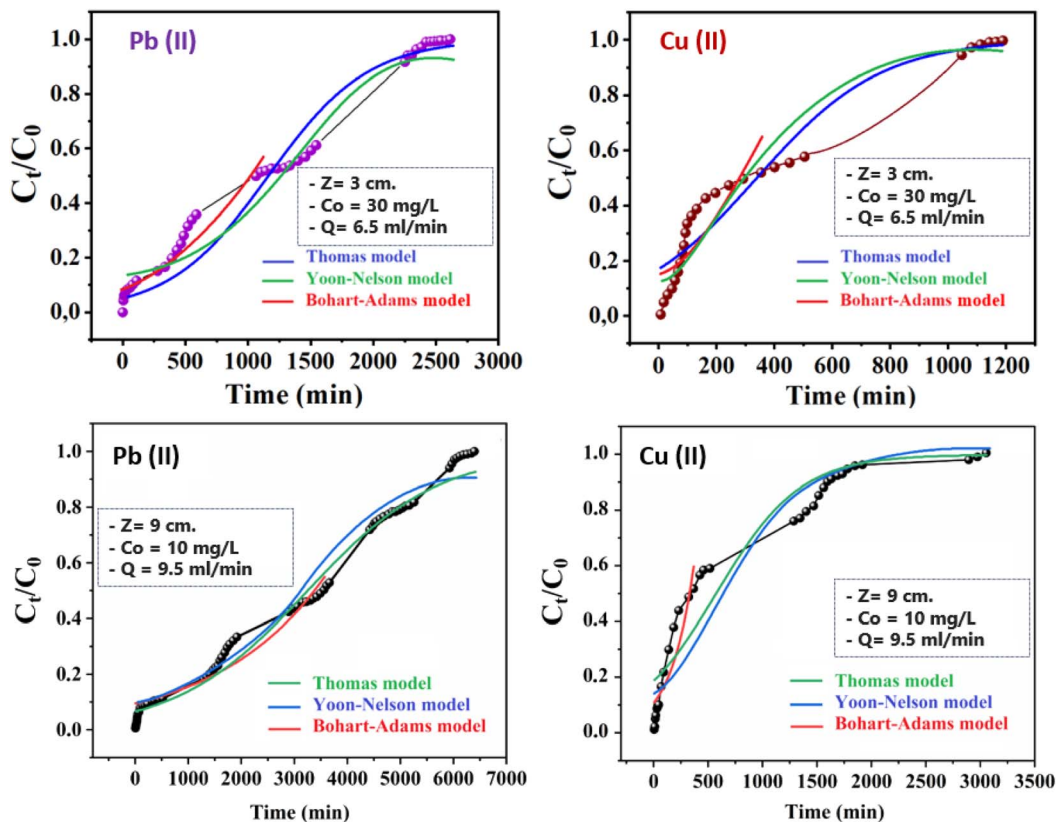 Pb (II)
C_t/C_0
1.0
0.8
0.6
0.4
0.2
0,0
- Z= 3 cm.
- Co = 30 mg/L
- Q= 6.5 ml/min
Thomas model
Yoon-Nelson model
Bohart-Adams model
0 500 1000 1500 2000 2500 3000
Time (min)
Cu (II)
C_t/C_0
1.0
0.8
0.6
0.4
0.2
0,0
- Z= 3 cm.
- Co = 30 mg/L
- Q= 6.5 ml/min
Thomas model
Yoon-Nelson model
Bohart-Adams model
0 200 400 600 800 1000 1200
Time (min)
Pb (II)
C_t/C_0
1.0
0.8
0.6
0.4
0.2
0.0
- Z= 9 cm.
- Co = 10 mg/L
- Q = 9.5 ml/min
Thomas model
Yoon-Nelson model
Bohart-Adams model
0 1000 2000 3000 4000 5000 6000 7000
Time (min)
Cu (II)
C_t/C_0
1.0
0.8
0.6
0.4
0.2
0.0
- Z= 9 cm.
- Co = 10 mg/L
- Q= 9.5 ml/min
Thomas model
Yoon-Nelson model
Bohart-Adams model
0 500 1000 1500 2000 2500 3000 3500
Time (min)